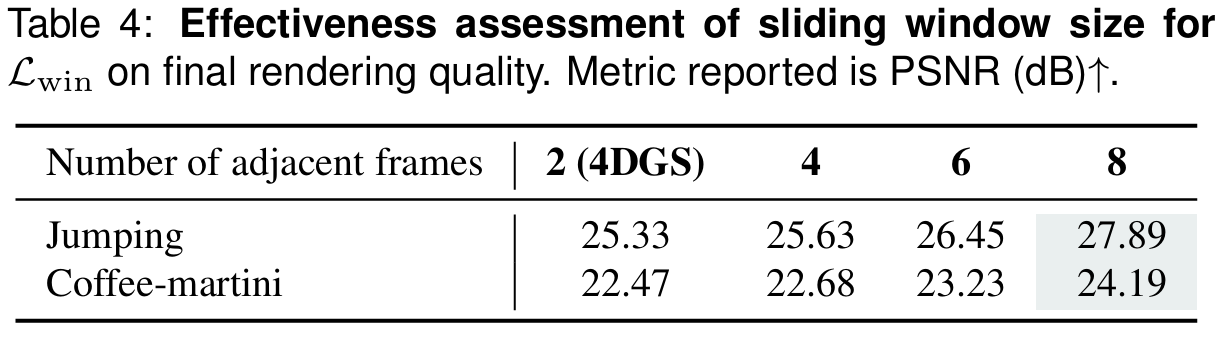 Table 4: Effectiveness assessment of sliding window size for
ℒwin on final rendering quality. Metric reported is PSNR (dB)↑.
Number of adjacent frames 2 (4DGS) 4 6 8
Jumping 25.33 25.63 26.45 27.89
Coffee-martini 22.47 22.68 23.23 24.19